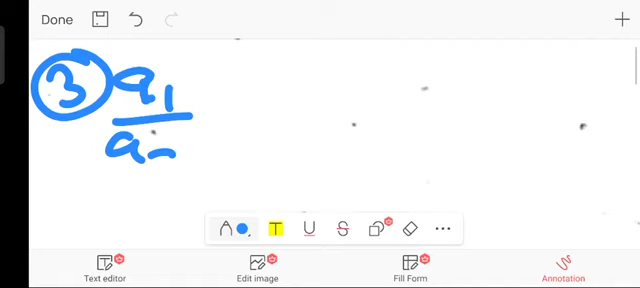 Done
③ a₁
a
T U S
Text editor Edit image Fill Form Annotation